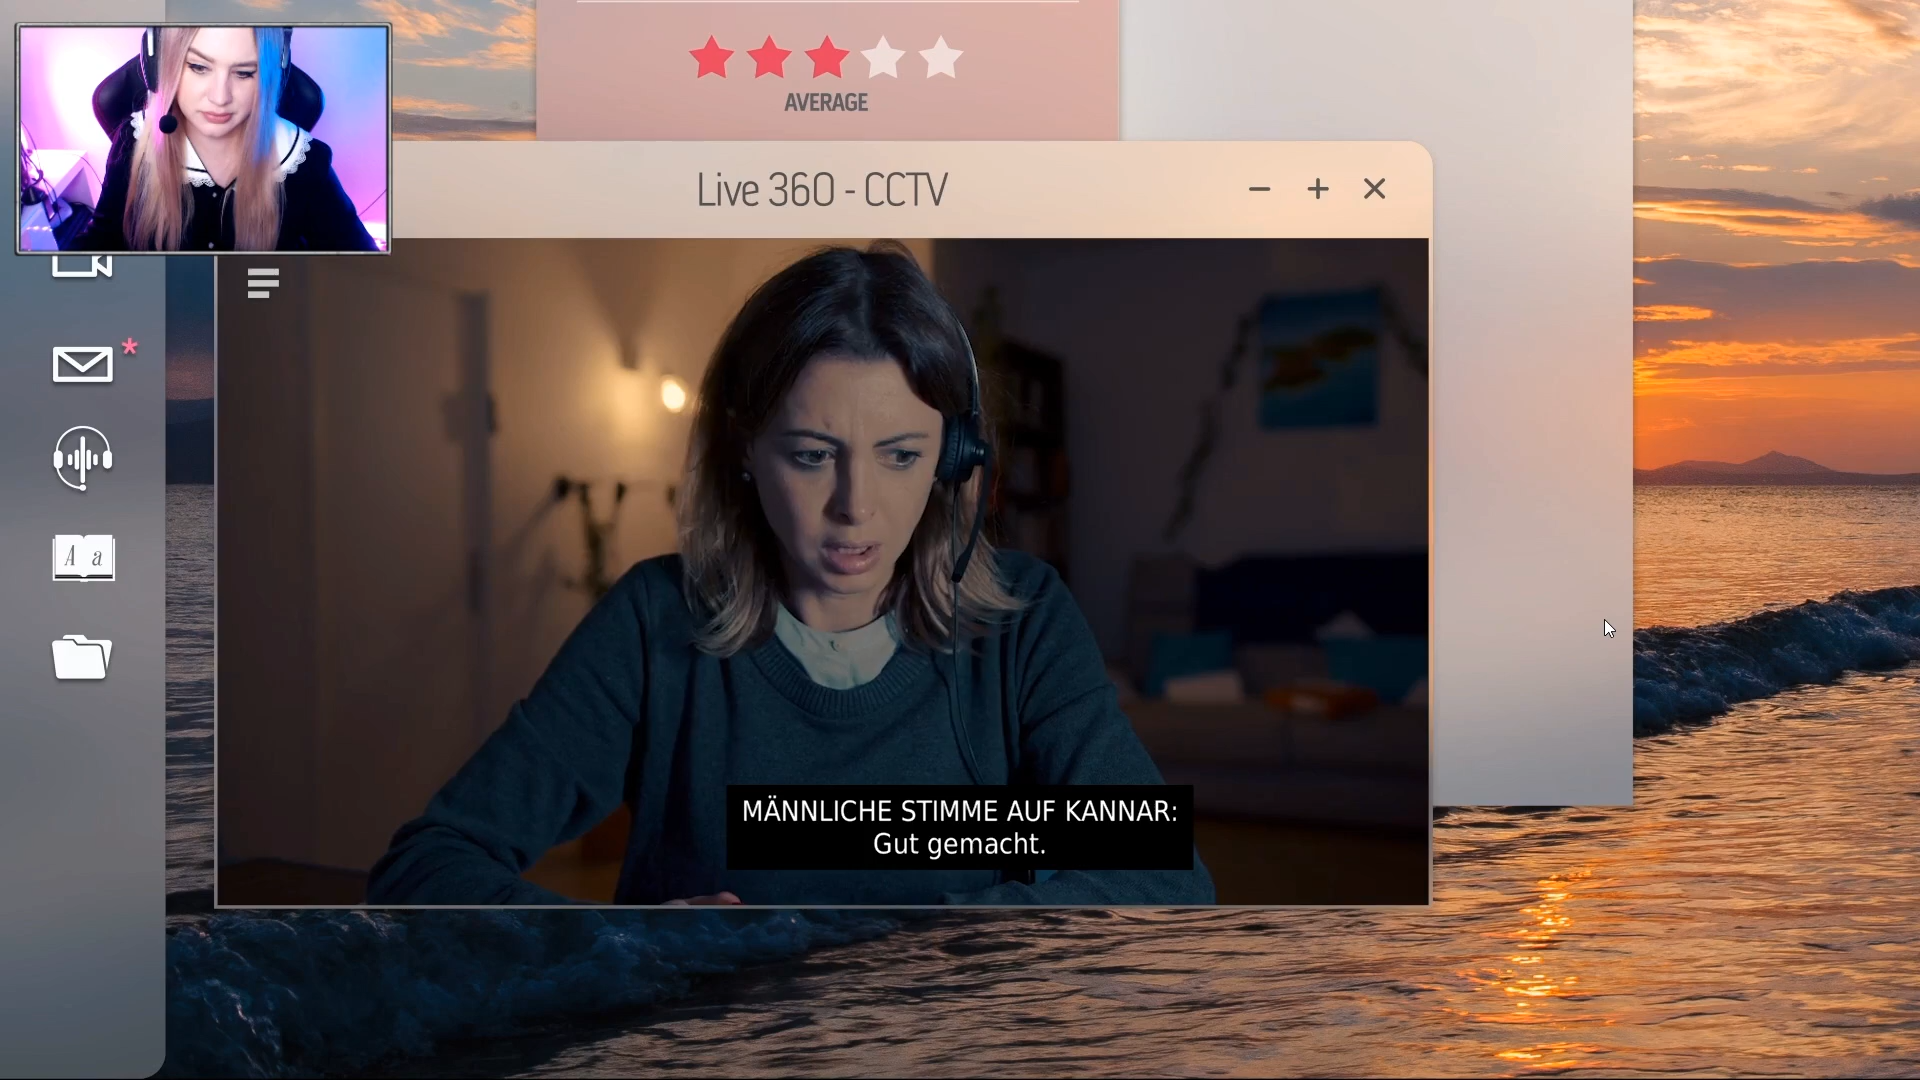 AVERAGE
Live 360 - CCTV
A a
MÄNNLICHE STIMME AUF KANNAR:
Gut gemacht.